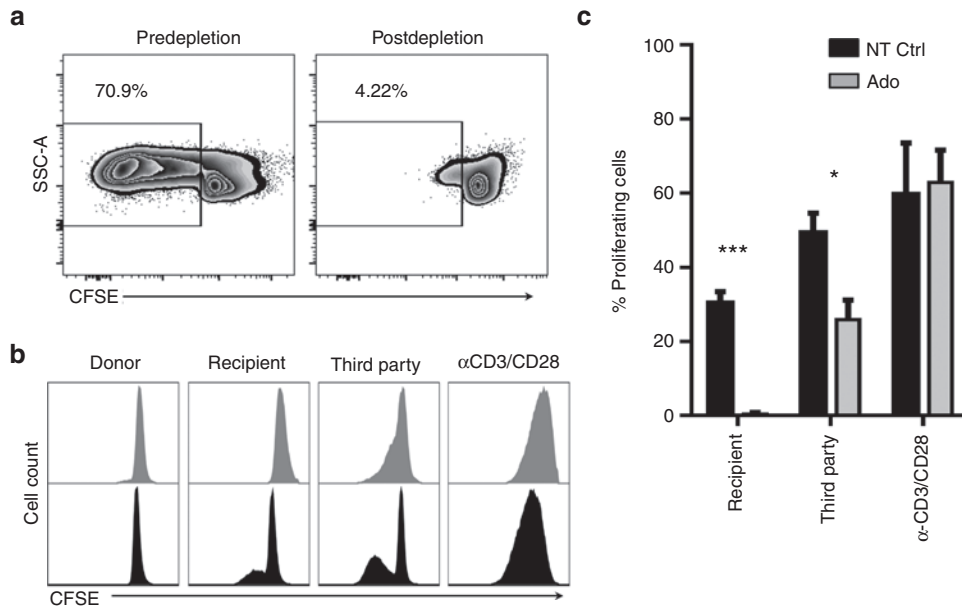 a
Predepletion
Postdepletion
70.9%
4.22%
SSC-A
CFSE
b
Donor
Recipient
Third party
αCD3/CD28
Cell count
CFSE
c
NT Ctrl
Ado
% Proliferating cells
100
80
60
40
20
0
***
*
Recipient
Third party
α-CD3/CD28